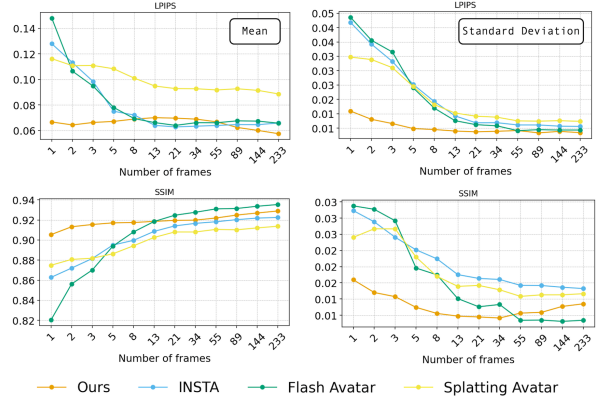 LPIPS
Mean
0.14
0.12
0.10
0.08
0.06
1 2 3 5 8 13 21 34 55 89 144 233
Number of frames
LPIPS
Standard Deviation
0.05
0.04
0.04
0.03
0.03
0.02
0.02
0.01
0.01
1 2 3 5 8 13 21 34 55 89 144 233
Number of frames
SSIM
0.94
0.92
0.90
0.88
0.86
0.84
0.82
1 2 3 5 8 13 21 34 55 89 144 233
Number of frames
SSIM
0.03
0.03
0.02
0.02
0.01
0.01
1 2 3 5 8 13 21 34 55 89 144 233
Number of frames
Ours INSTA Flash Avatar Splatting Avatar